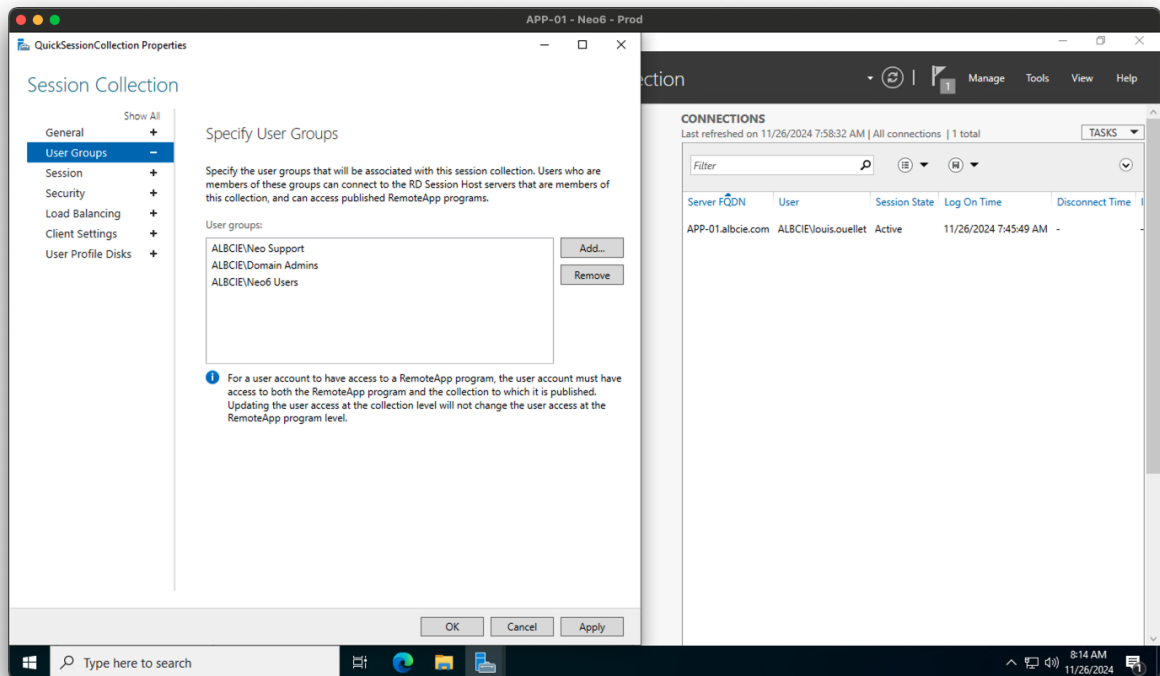 APP-01 - Neo6 - Prod
QuickSessionCollection Properties
Session Collection
Show All
General +
User Groups –
Session +
Security +
Load Balancing +
Client Settings +
User Profile Disks +
Specify User Groups
Specify the user groups that will be associated with this session collection. Users who are
members of these groups can connect to the RD Session Host servers that are members of
this collection, and can access published RemoteApp programs.
User groups:
ALBCIE\Neo Support
ALBCIE\Domain Admins
ALBCIE\Neo6 Users
Add...
Remove
For a user account to have access to a RemoteApp program, the user account must have
access to both the RemoteApp program and the collection to which it is published.
Updating the user access at the collection level will not change the user access at the
RemoteApp program level.
OK Cancel Apply
ction
1 Manage Tools View Help
CONNECTIONS
Last refreshed on 11/26/2024 7:58:32 AM | All connections | 1 total
TASKS
Filter
Server FQDN User Session State Log On Time Disconnect Time
APP-01.albcie.com ALBCIE\louis.ouellet Active 11/26/2024 7:45:49 AM - -
Type here to search
8:14 AM
11/26/2024
1